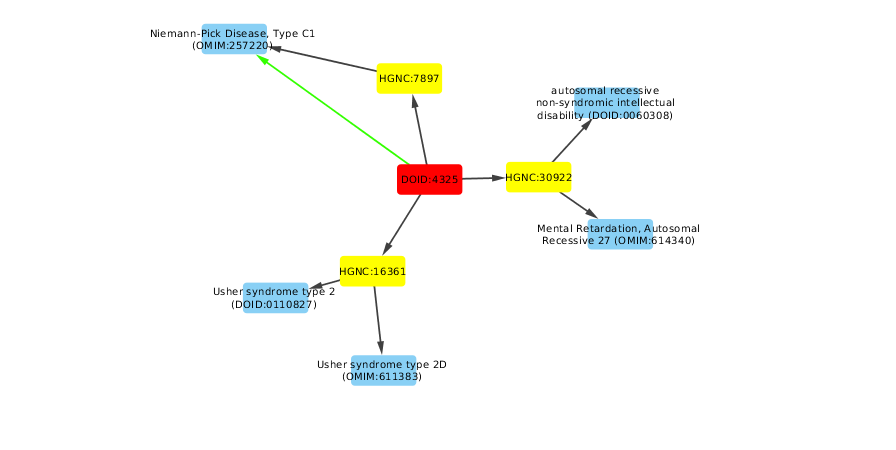 Niemann-Pick Disease, Type C1
(OMIM:257220)
HGNC:7897
autosomal recessive
non-syndromic intellectual
disability (DOID:0060308)
DOID:4325
HGNC:30922
Mental Retardation, Autosomal
Recessive 27 (OMIM:614340)
HGNC:16361
Usher syndrome type 2
(DOID:0110827)
Usher syndrome type 2D
(OMIM:611383)